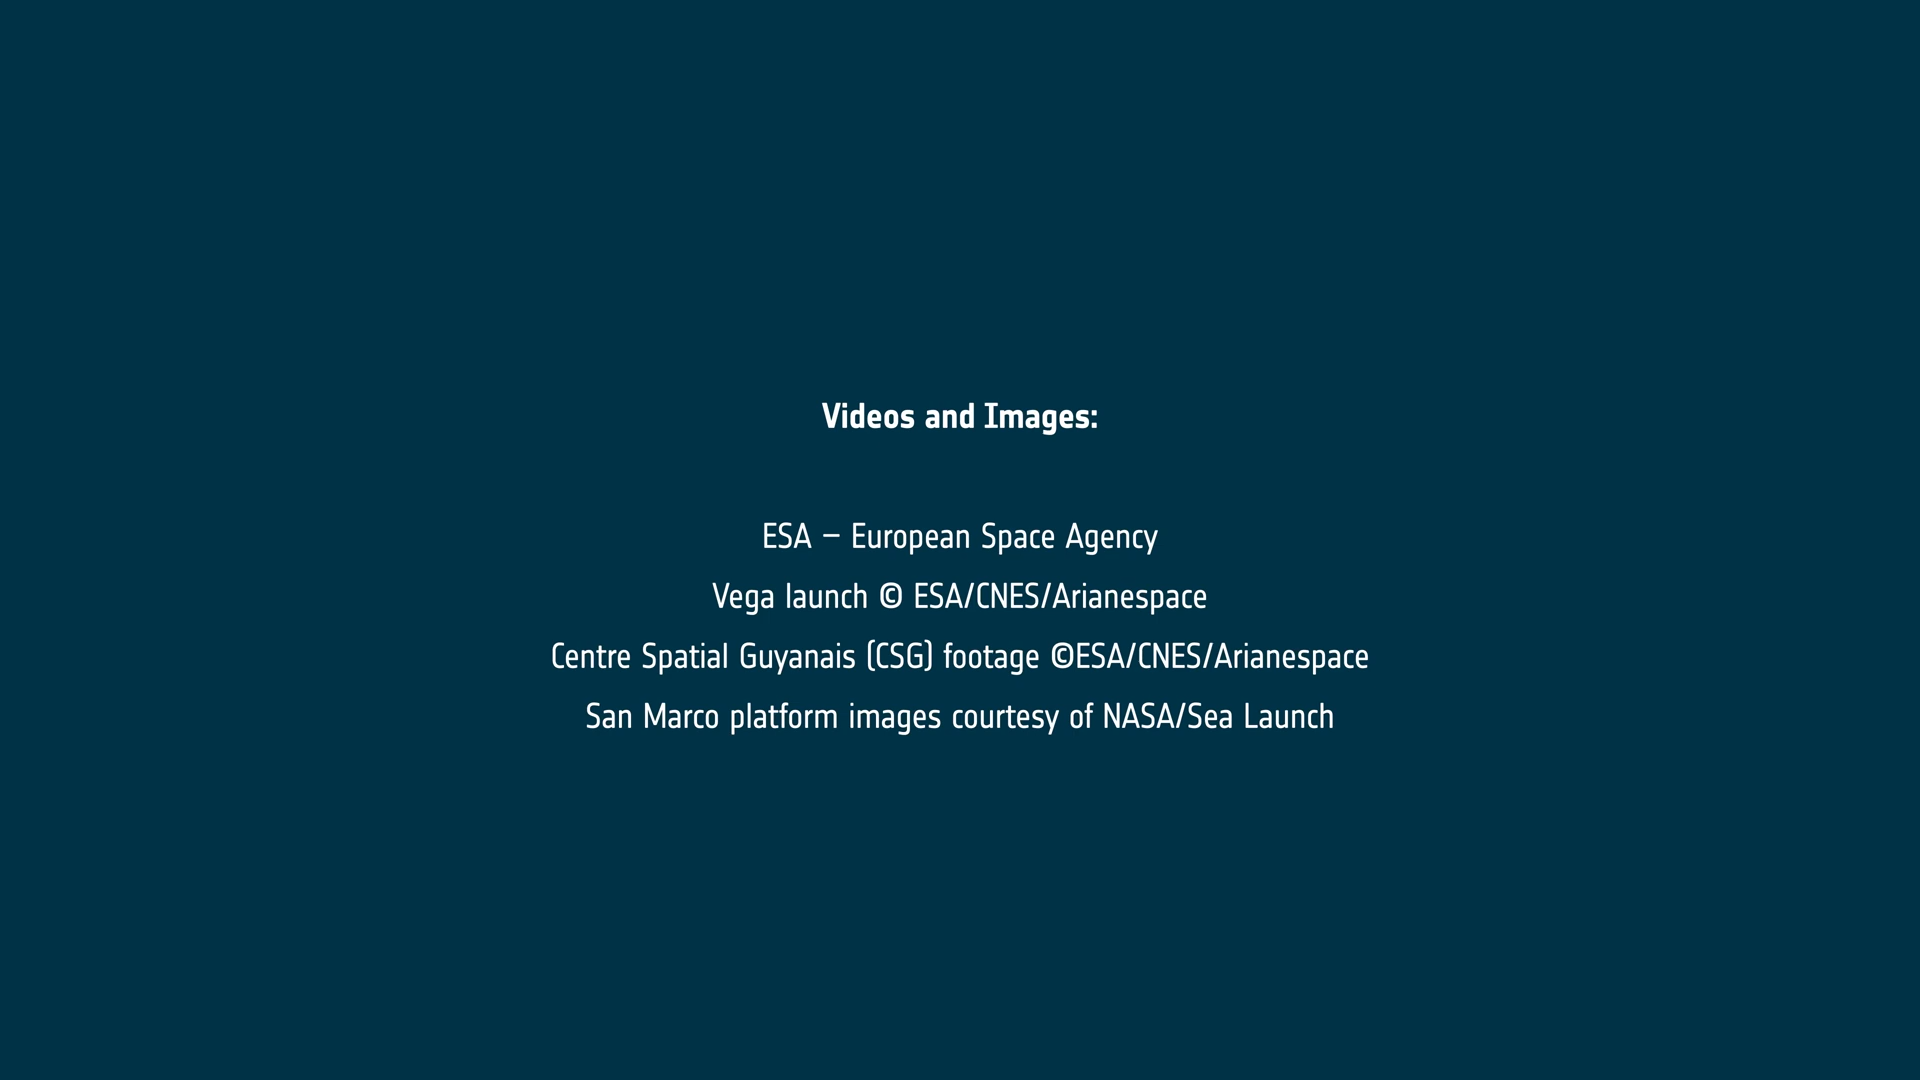 Videos and Images:
ESA – European Space Agency
Vega launch © ESA/CNES/Arianespace
Centre Spatial Guyanais (CSG) footage ©ESA/CNES/Arianespace
San Marco platform images courtesy of NASA/Sea Launch